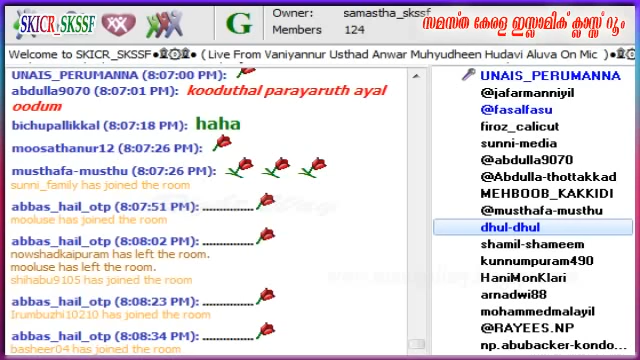 SKICR_SKSSF
G
Owner: samastha_skssf
Members 124
സമസ്ത കേരള ഇസ്ലാമിക് ക്ലാസ്സ് റൂം
Welcome to SKICR_SKSSF ( Live From Vaniyannur Usthad Anwar Muhyudheen Hudavi Aluva On Mic ) SKSSF
UNAIS_PERUMANNA (8:07:00 PM):
abdulla9070 (8:07:01 PM): kooduthal parayaruth ayal
oodum
bichupallikkal (8:07:18 PM): haha
moosathanur12 (8:07:26 PM):
musthafa-musthu (8:07:26 PM):
sunni_family has joined the room
abbas_hail_otp (8:07:51 PM): ..............
mooluse has joined the room
abbas_hail_otp (8:08:02 PM): ..............
nowshadkaipuram has left the room.
mooluse has left the room.
shihabu9105 has joined the room
abbas_hail_otp (8:08:23 PM): ..............
Irumbuzhi10210 has joined the room
abbas_hail_otp (8:08:34 PM): ..............
basheer04 has joined the room
UNAIS_PERUMANNA
@jafarmanniyil
@fasalfasu
firoz_calicut
sunni-media
@abdulla9070
@Abdulla-thottakkad
MEHBOOB_KAKKIDI
@musthafa-musthu
dhul-dhul
shamil-shameem
kunnumpuram490
HaniMonKlari
arnadwi88
mohammedmalayil
@RAYEES.NP
np.abubacker-kondo...